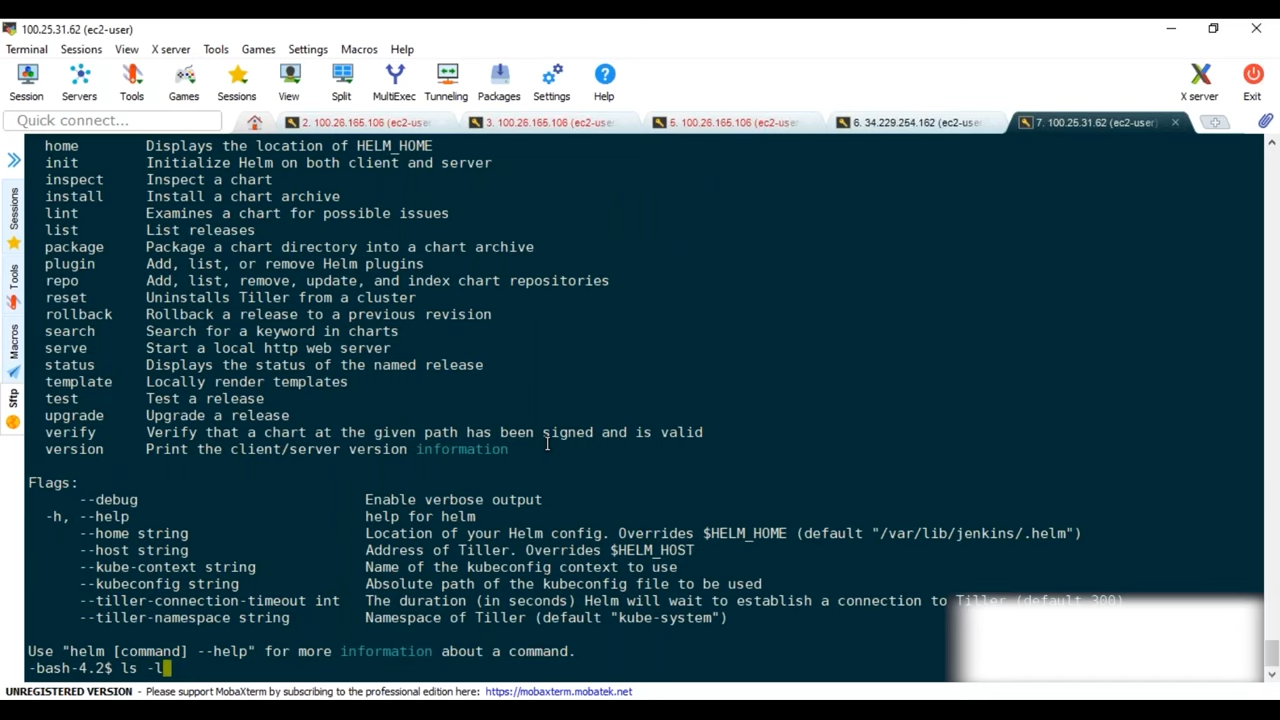 100.25.31.62 (ec2-user)
Terminal Sessions View X server Tools Games Settings Macros Help
Session Servers Tools Games Sessions View Split MultiExec Tunneling Packages Settings Help X server Exit
Quick connect...
2. 100.26.165.106 (ec2-user
3. 100.26.165.106 (ec2-use
5. 100.26.165.106 (ec2-use
6. 34.229.254.162 (ec2-use
7. 100.25.31.62 (ec2-user)
Sessions
Tools
Macros
Sftp
home Displays the location of HELM_HOME
init Initialize Helm on both client and server
inspect Inspect a chart
install Install a chart archive
lint Examines a chart for possible issues
list List releases
package Package a chart directory into a chart archive
plugin Add, list, or remove Helm plugins
repo Add, list, remove, update, and index chart repositories
reset Uninstalls Tiller from a cluster
rollback Rollback a release to a previous revision
search Search for a keyword in charts
serve Start a local http web server
status Displays the status of the named release
template Locally render templates
test Test a release
upgrade Upgrade a release
verify Verify that a chart at the given path has been signed and is valid
version Print the client/server version information
Flags:
--debug Enable verbose output
-h, --help help for helm
--home string Location of your Helm config. Overrides $HELM_HOME (default "/var/lib/jenkins/.helm")
--host string Address of Tiller. Overrides $HELM_HOST
--kube-context string Name of the kubeconfig context to use
--kubeconfig string Absolute path of the kubeconfig file to be used
--tiller-connection-timeout int The duration (in seconds) Helm will wait to establish a connection to Tiller (default 300)
--tiller-namespace string Namespace of Tiller (default "kube-system")
Use "helm [command] --help" for more information about a command.
-bash-4.2$ ls -l
UNREGISTERED VERSION - Please support MobaXterm by subscribing to the professional edition here: https://mobaxterm.mobatek.net